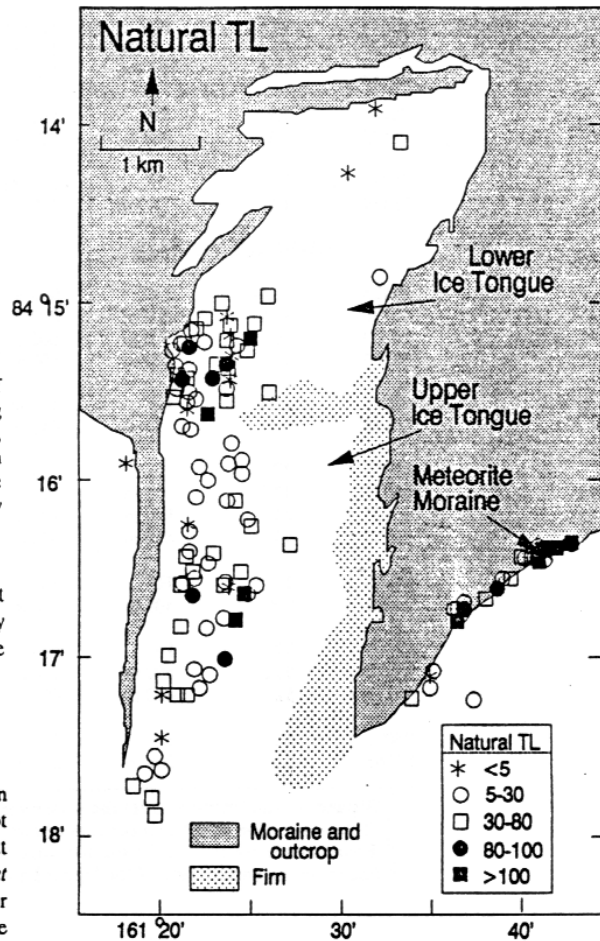 Natural TL
N
1 km
14'
84° 15'
16'
17'
18'
Lower
Ice Tongue
Upper
Ice Tongue
Meteorite
Moraine
Natural TL
<5
5-30
30-80
80-100
>100
Moraine and
outcrop
Firn
161° 20'
30'
40'